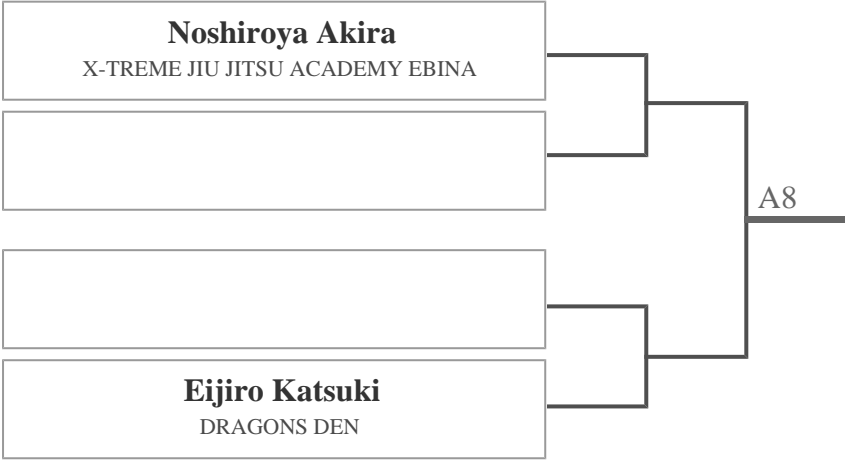 Noshiroya Akira
X-TREME JIU JITSU ACADEMY EBINA
A8
Eijiro Katsuki
DRAGONS DEN